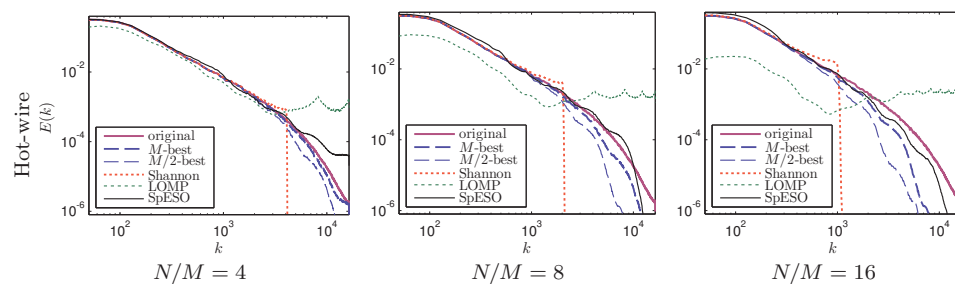 Hot-wire
E(k)
10^-2
10^-4
10^-6
original
M-best
M/2-best
Shannon
LOMP
SpESO
10^2
10^3
10^4
k
N/M = 4
10^-2
10^-4
10^-6
original
M-best
M/2-best
Shannon
LOMP
SpESO
10^2
10^3
10^4
k
N/M = 8
10^-2
10^-4
10^-6
original
M-best
M/2-best
Shannon
LOMP
SpESO
10^2
10^3
10^4
k
N/M = 16